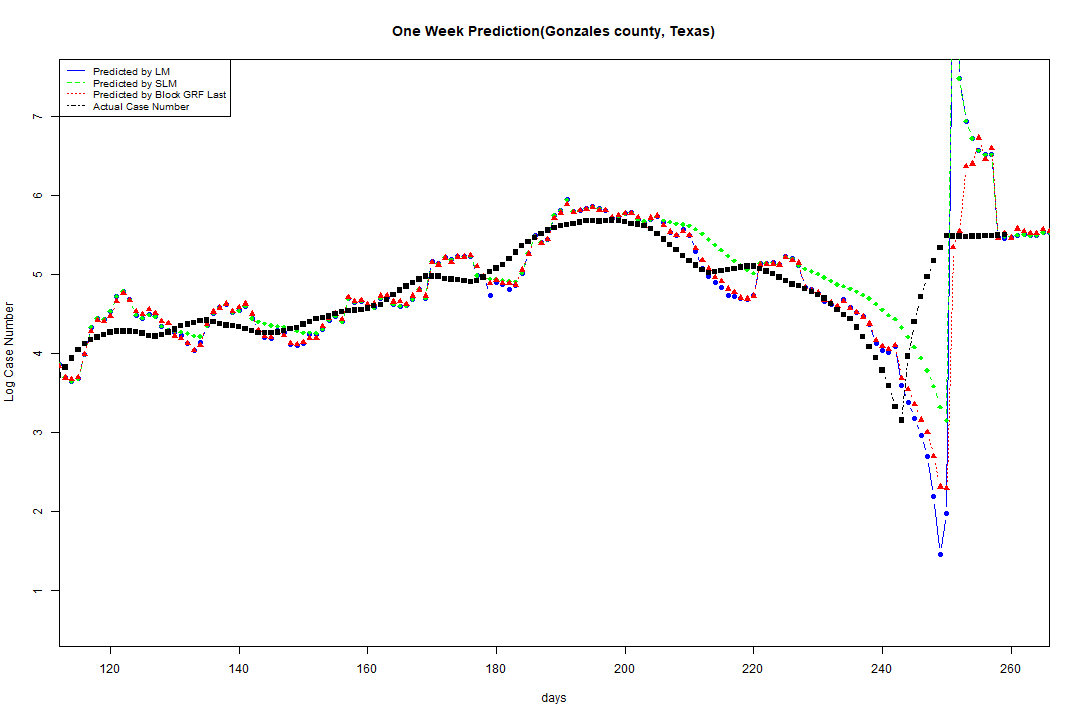 One Week Prediction(Gonzales county, Texas)
Predicted by LM
Predicted by SLM
Predicted by Block GRF Last
Actual Case Number
7
6
5
4
3
2
1
Log Case Number
120 140 160 180 200 220 240 260
days